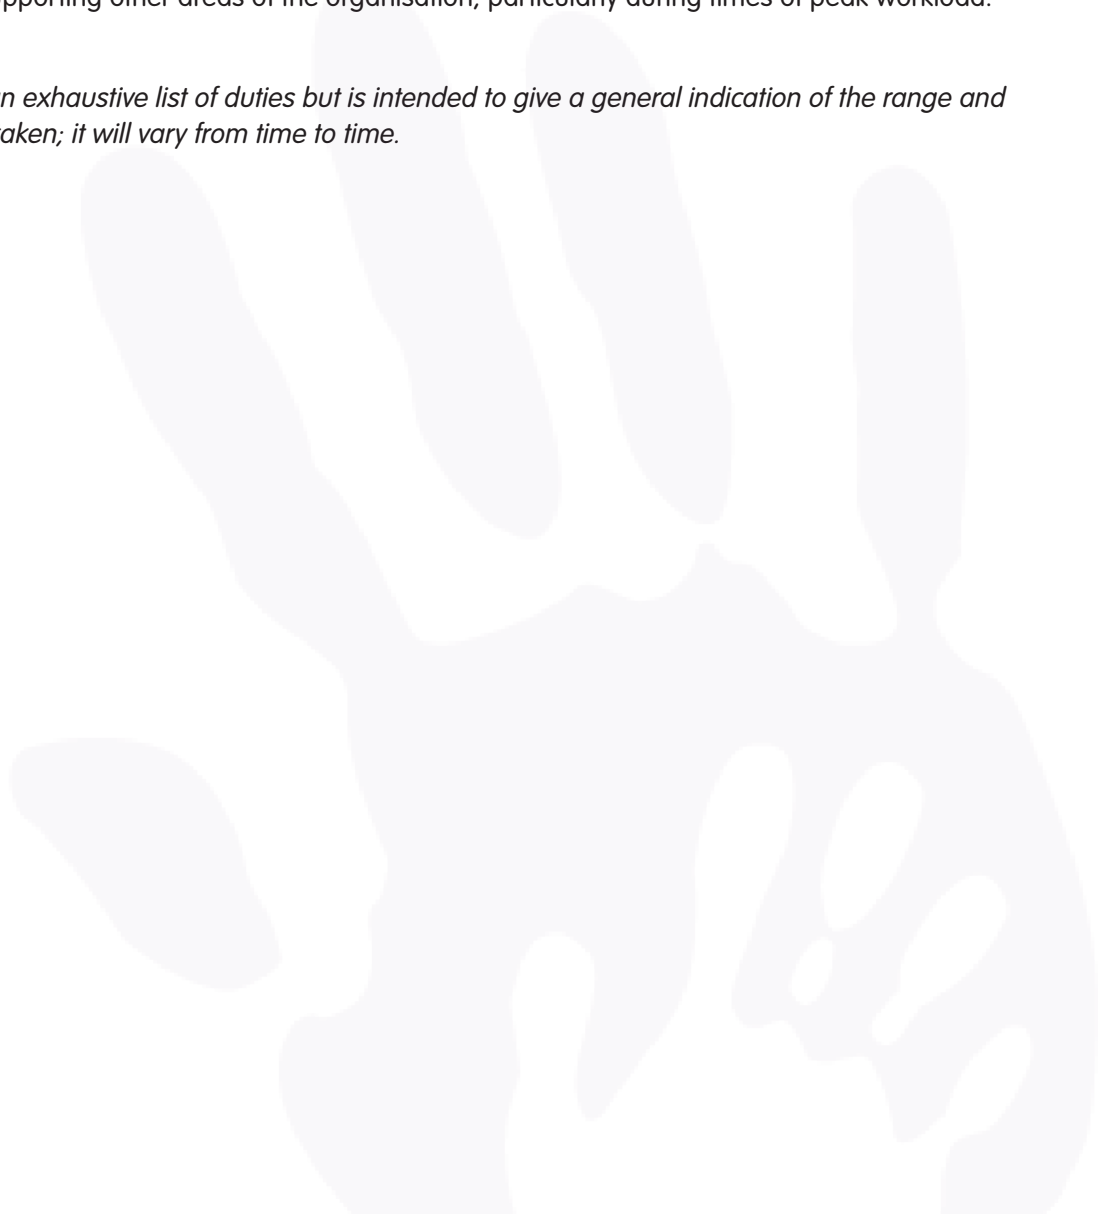 pporting other areas of the organisation, particularly during times of peak workload.
n exhaustive list of duties but is intended to give a general indication of the range and
aken; it will vary from time to time.